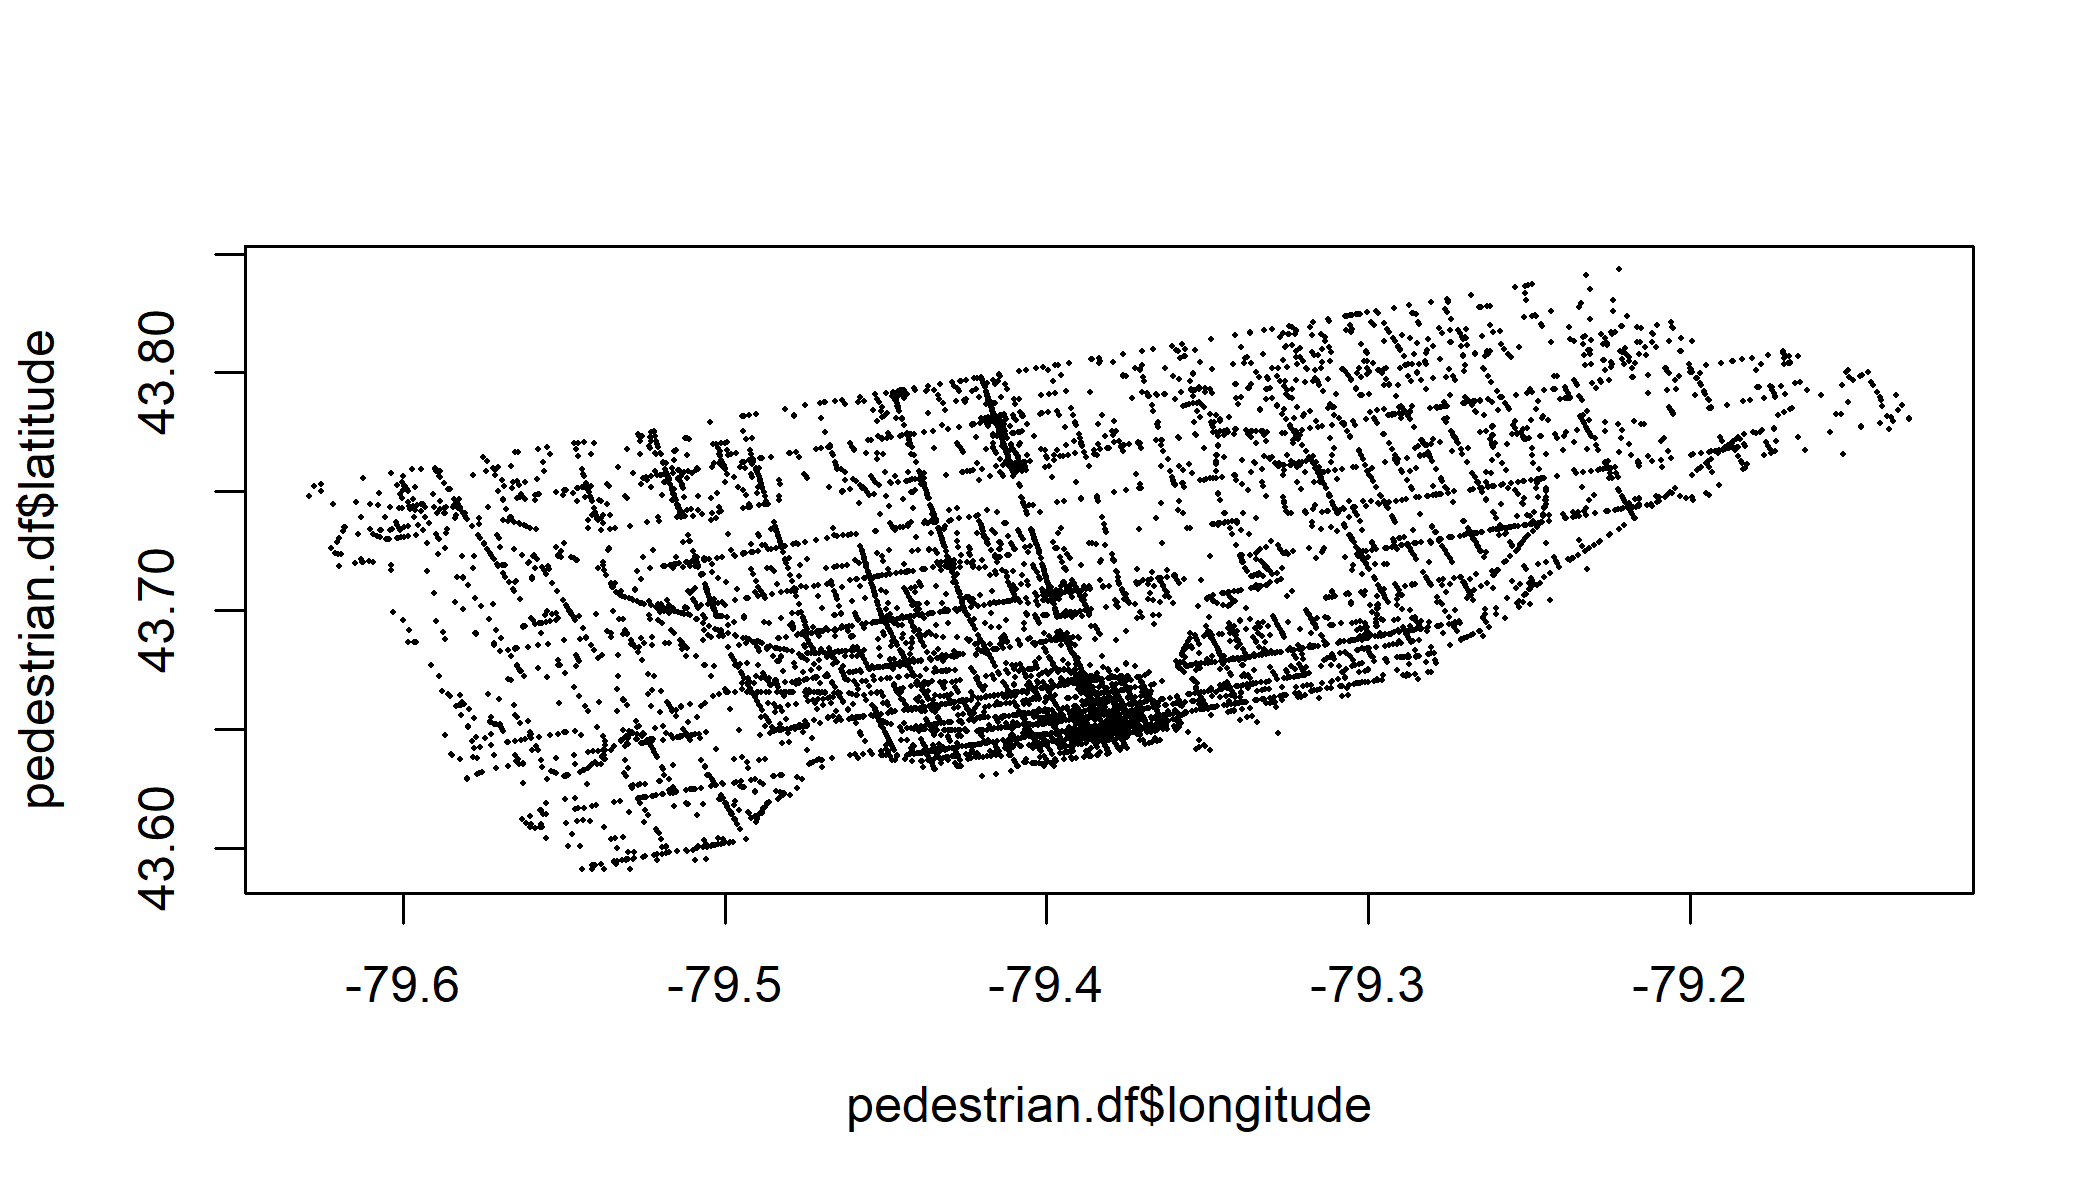 pedestrian.df$latitude
43.80
43.70
43.60
-79.6 -79.5 -79.4 -79.3 -79.2
pedestrian.df$longitude